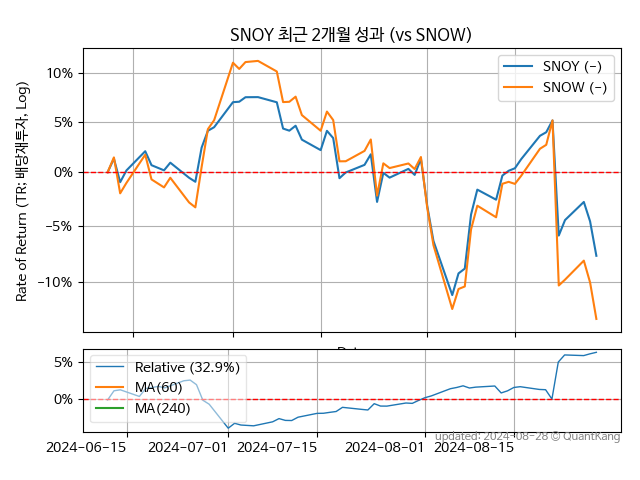 SNOY 최근 2개월 성과 (vs SNOW)
Rate of Return (TR; 배당재투자, Log)
10%
5%
0%
−5%
−10%
SNOY (-)
SNOW (-)
5%
0%
Relative (32.9%)
MA(60)
MA(240)
2024-06-15
2024-07-01
2024-07-15
2024-08-01
2024-08-15
updated: 2024-08-28 © QuantKang